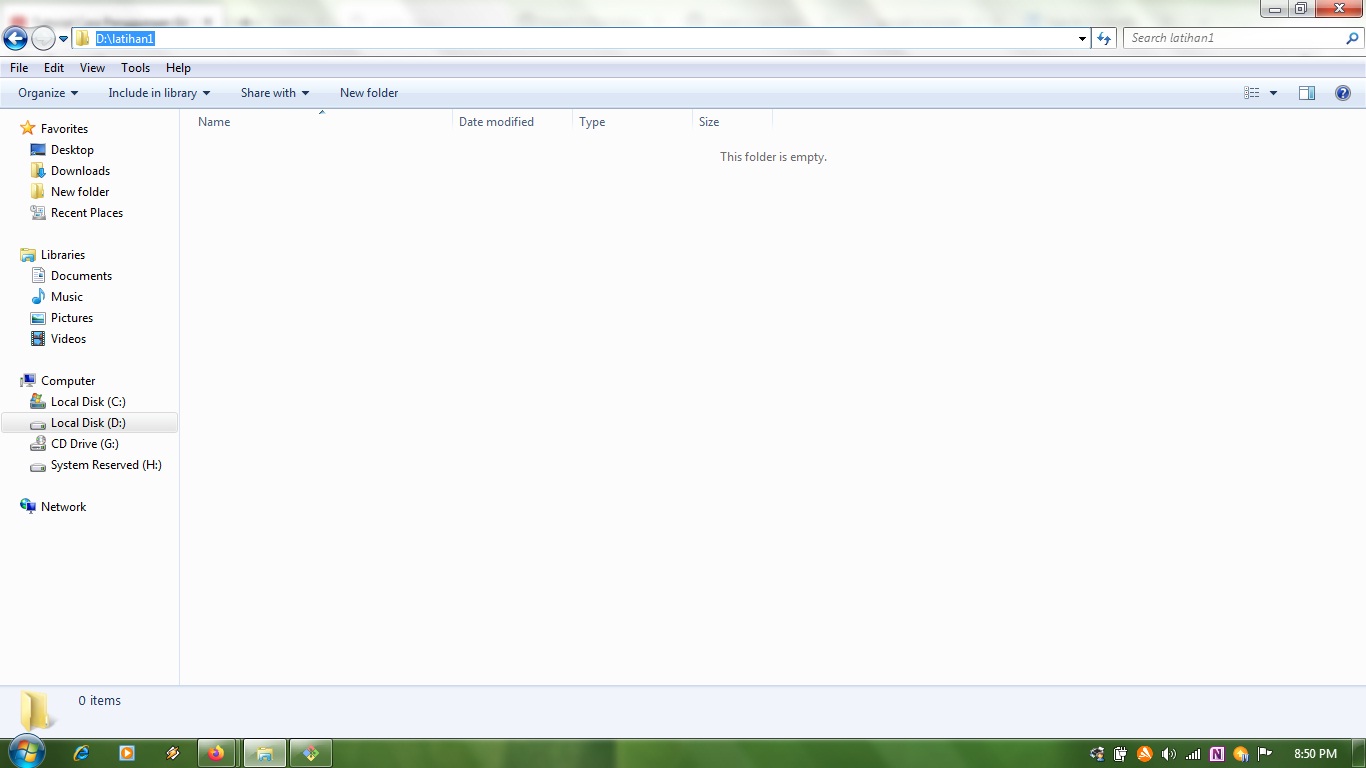 D:\latihan1
Search latihan1
File Edit View Tools Help
Organize Include in library Share with New folder
Name Date modified Type Size
This folder is empty.
Favorites
Desktop
Downloads
New folder
Recent Places
Libraries
Documents
Music
Pictures
Videos
Computer
Local Disk (C:)
Local Disk (D:)
CD Drive (G:)
System Reserved (H:)
Network
0 items
8:50 PM